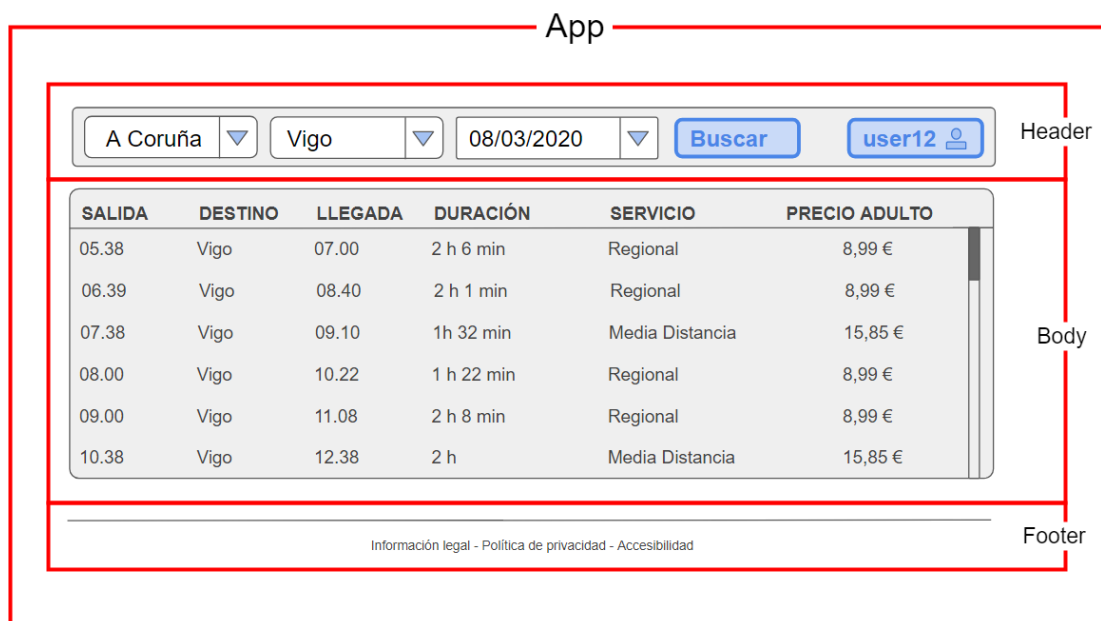 App
A Coruña Vigo 08/03/2020 Buscar user12
Header
SALIDA DESTINO LLEGADA DURACIÓN SERVICIO PRECIO ADULTO
05.38 Vigo 07.00 2 h 6 min Regional 8,99 €
06.39 Vigo 08.40 2 h 1 min Regional 8,99 €
07.38 Vigo 09.10 1h 32 min Media Distancia 15,85 €
Body
08.00 Vigo 10.22 1 h 22 min Regional 8,99 €
09.00 Vigo 11.08 2 h 8 min Regional 8,99 €
10.38 Vigo 12.38 2 h Media Distancia 15,85 €
Footer
Información legal - Política de privacidad - Accesibilidad